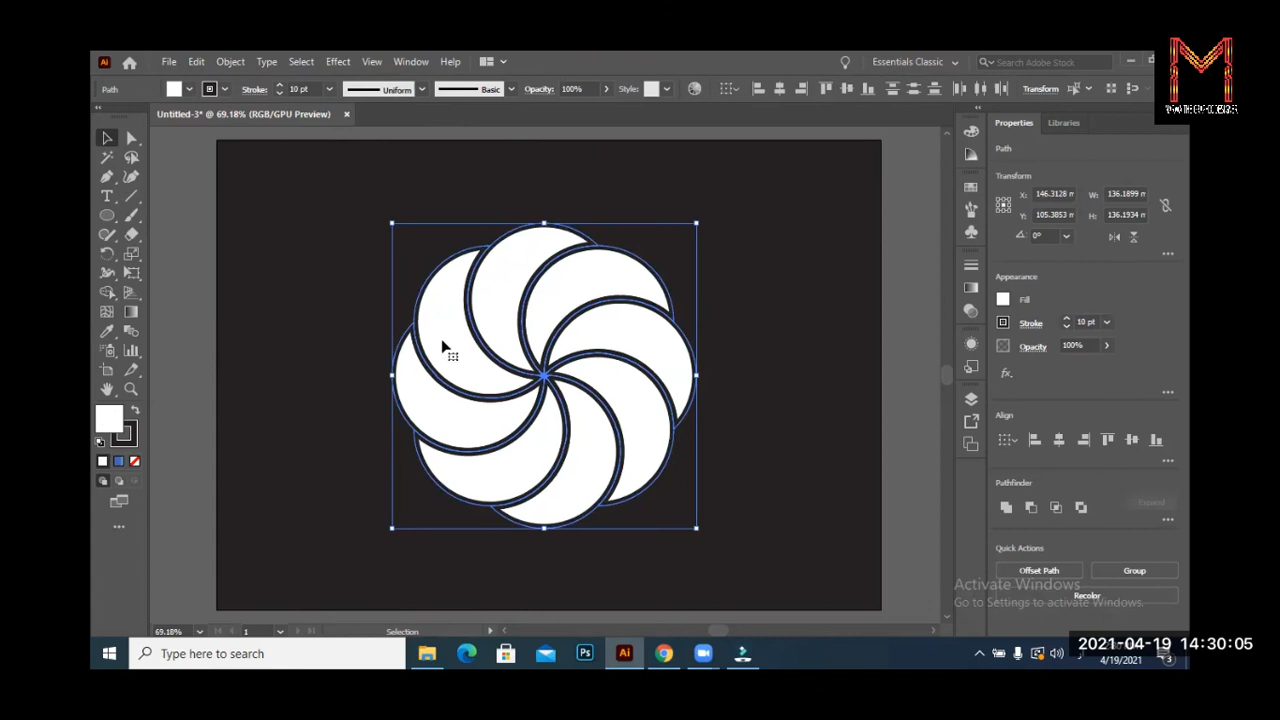 Ai File Edit Object Type Select Effect View Window Help Essentials Classic Search Adobe Stock
Path Stroke: 10 pt Uniform Basic Opacity: 100% Style: Transform
Untitled-3* @ 69.18% (RGB/GPU Preview) ×
Properties Libraries
Path
Transform
X: 146.3128 m W: 136.1899 m
Y: 105.3853 m H: 136.1934 m
0°
Appearance
Fill
Stroke 10 pt
Opacity 100%
fx.
Align
Pathfinder
Expand
Quick Actions
Offset Path Group
Recolor
Activate Windows
Go to Settings to activate Windows.
69.18% 1 Selection
Type here to search Ps Ai
2021-04-19 14:30:05
4/19/2021 3